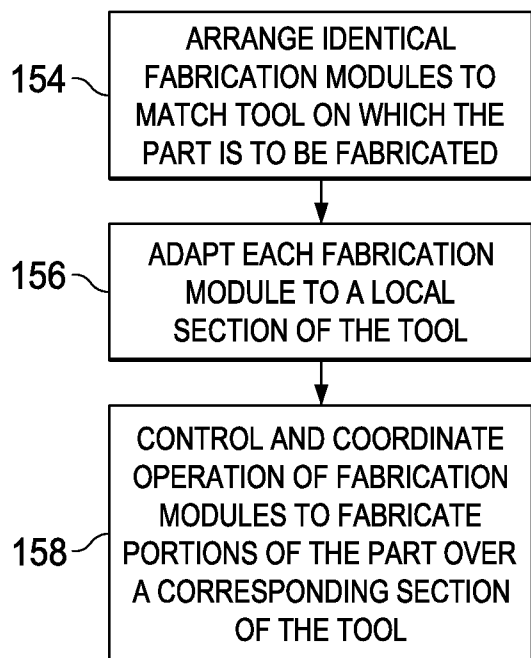 154
ARRANGE IDENTICAL
FABRICATION MODULES TO
MATCH TOOL ON WHICH THE
PART IS TO BE FABRICATED
156
ADAPT EACH FABRICATION
MODULE TO A LOCAL
SECTION OF THE TOOL
158
CONTROL AND COORDINATE
OPERATION OF FABRICATION
MODULES TO FABRICATE
PORTIONS OF THE PART OVER
A CORRESPONDING SECTION
OF THE TOOL